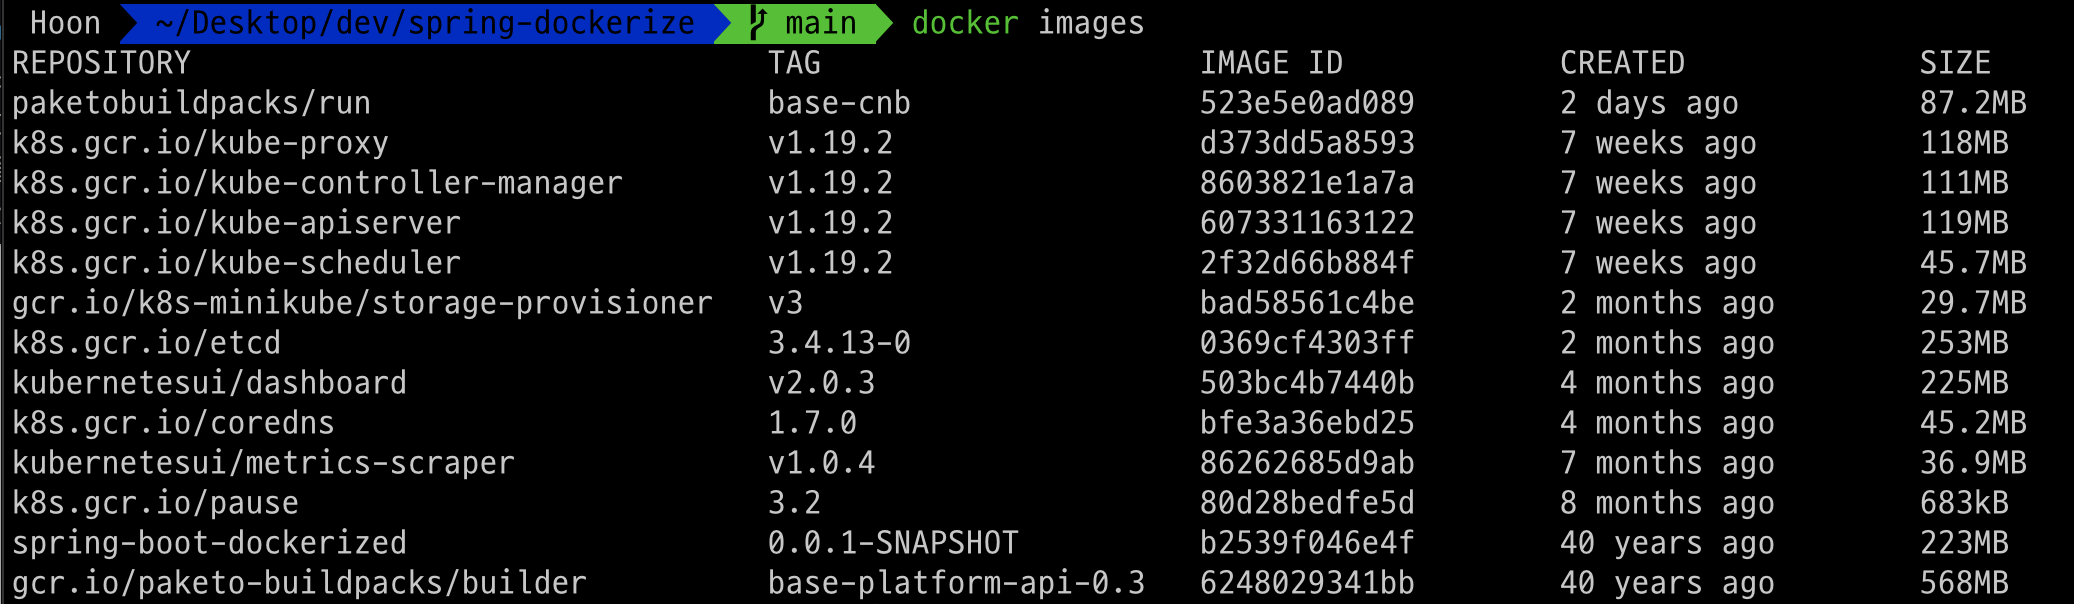 Hoon ~/Desktop/dev/spring-dockerize main docker images
REPOSITORY TAG IMAGE ID CREATED SIZE
paketobuildpacks/run base-cnb 523e5e0ad089 2 days ago 87.2MB
k8s.gcr.io/kube-proxy v1.19.2 d373dd5a8593 7 weeks ago 118MB
k8s.gcr.io/kube-controller-manager v1.19.2 8603821e1a7a 7 weeks ago 111MB
k8s.gcr.io/kube-apiserver v1.19.2 607331163122 7 weeks ago 119MB
k8s.gcr.io/kube-scheduler v1.19.2 2f32d66b884f 7 weeks ago 45.7MB
gcr.io/k8s-minikube/storage-provisioner v3 bad58561c4be 2 months ago 29.7MB
k8s.gcr.io/etcd 3.4.13-0 0369cf4303ff 2 months ago 253MB
kubernetesui/dashboard v2.0.3 503bc4b7440b 4 months ago 225MB
k8s.gcr.io/coredns 1.7.0 bfe3a36ebd25 4 months ago 45.2MB
kubernetesui/metrics-scraper v1.0.4 86262685d9ab 7 months ago 36.9MB
k8s.gcr.io/pause 3.2 80d28bedfe5d 8 months ago 683kB
spring-boot-dockerized 0.0.1-SNAPSHOT b2539f046e4f 40 years ago 223MB
gcr.io/paketo-buildpacks/builder base-platform-api-0.3 6248029341bb 40 years ago 568MB